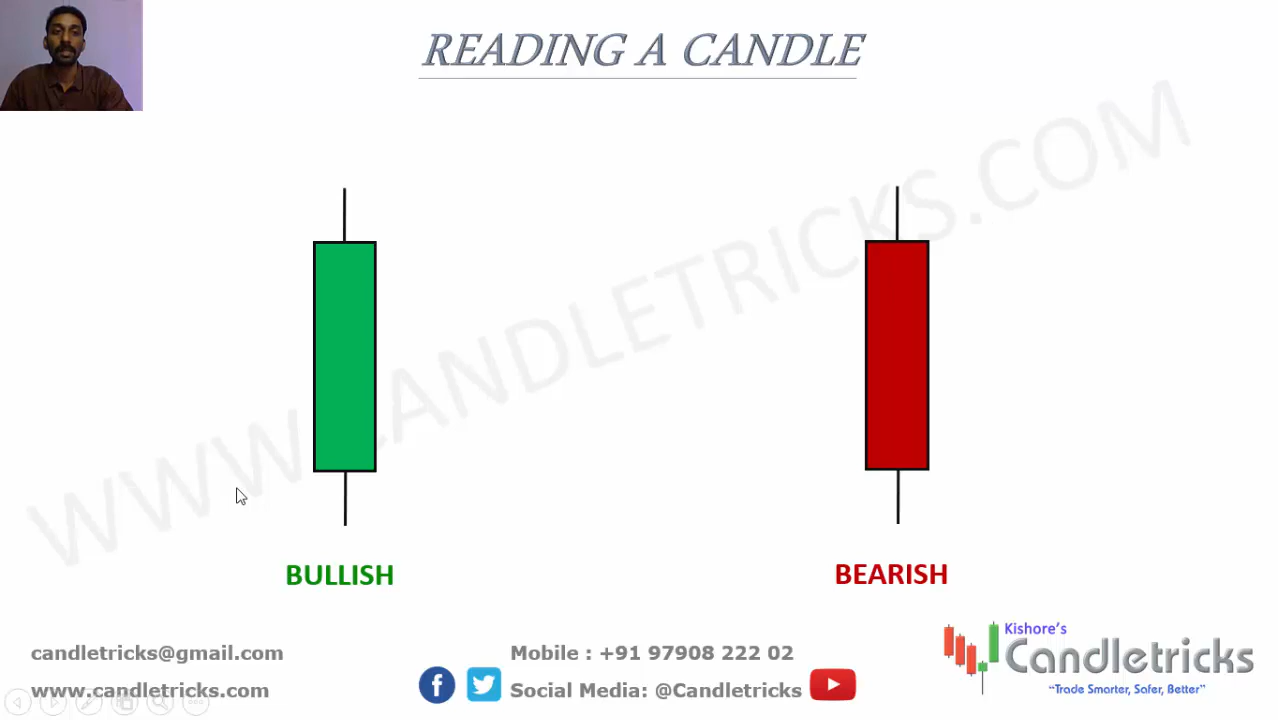 READING A CANDLE
WWW.CANDLETRICKS.COM
BULLISH
BEARISH
candletricks@gmail.com
www.candletricks.com
Mobile : +91 97908 222 02
Social Media: @Candletricks
Kishore's
Candletricks
“Trade Smarter, Safer, Better”